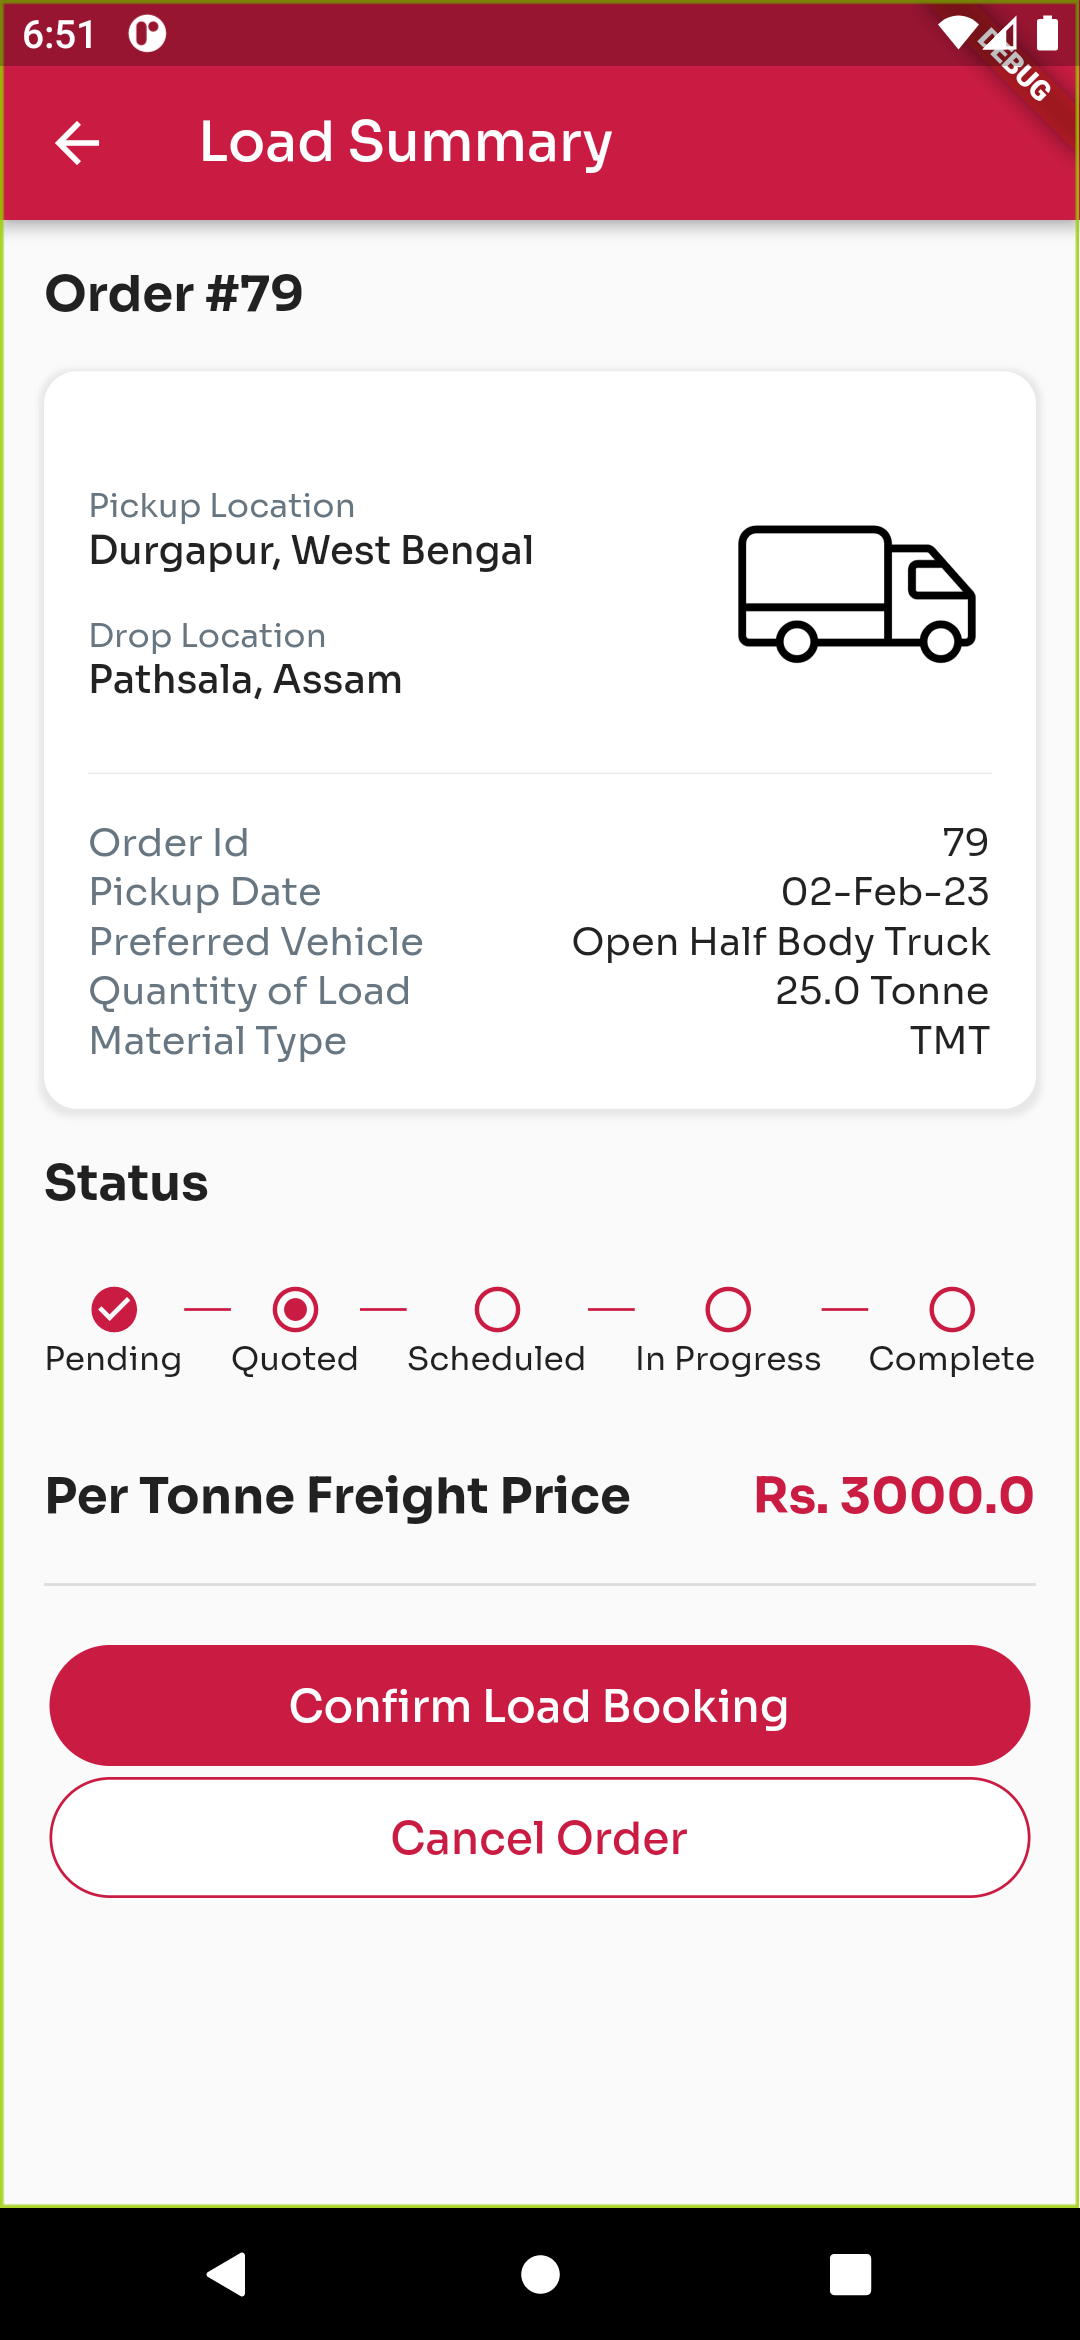 6:51
DEBUG
Load Summary
Order #79
Pickup Location
Durgapur, West Bengal
Drop Location
Pathsala, Assam
Order Id 79
Pickup Date 02-Feb-23
Preferred Vehicle Open Half Body Truck
Quantity of Load 25.0 Tonne
Material Type TMT
Status
Pending Quoted Scheduled In Progress Complete
Per Tonne Freight Price Rs. 3000.0
Confirm Load Booking
Cancel Order